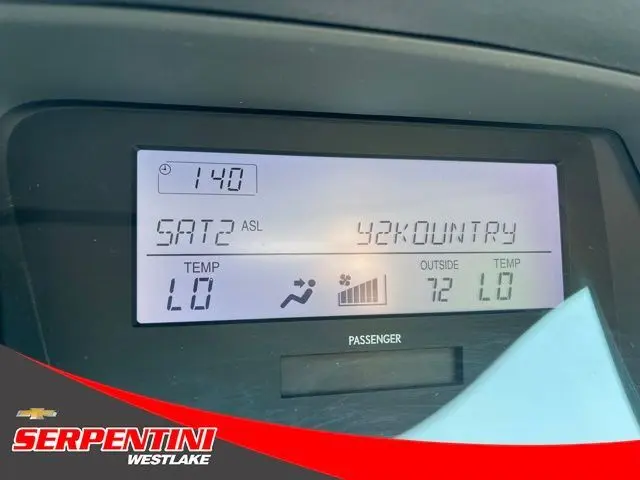 140
SAT2 ASL Y2KOUNTRY
TEMP OUTSIDE TEMP
LO 72 LO
PASSENGER
SERPENTINI
WESTLAKE